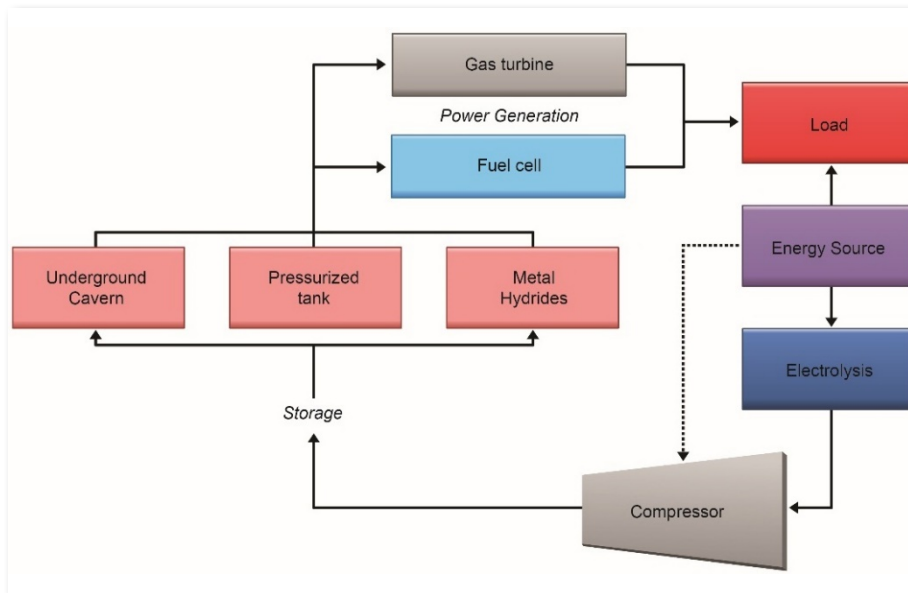 Gas turbine
Power Generation
Load
Fuel cell
Energy Source
Underground
Cavern
Pressurized
tank
Metal
Hydrides
Electrolysis
Storage
Compressor